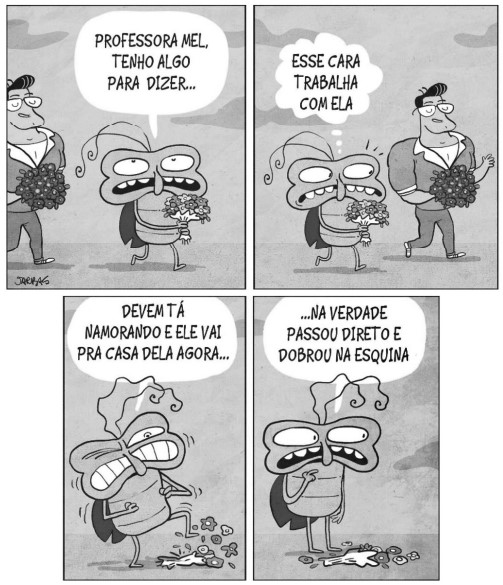 PROFESSORA MEL,
TENHO ALGO
PARA DIZER...
JARBAS
ESSE CARA
TRABALHA
COM ELA
DEVEM TÁ
NAMORANDO E ELE VAI
PRA CASA DELA AGORA...
...NA VERDADE
PASSOU DIRETO E
DOBROU NA ESQUINA